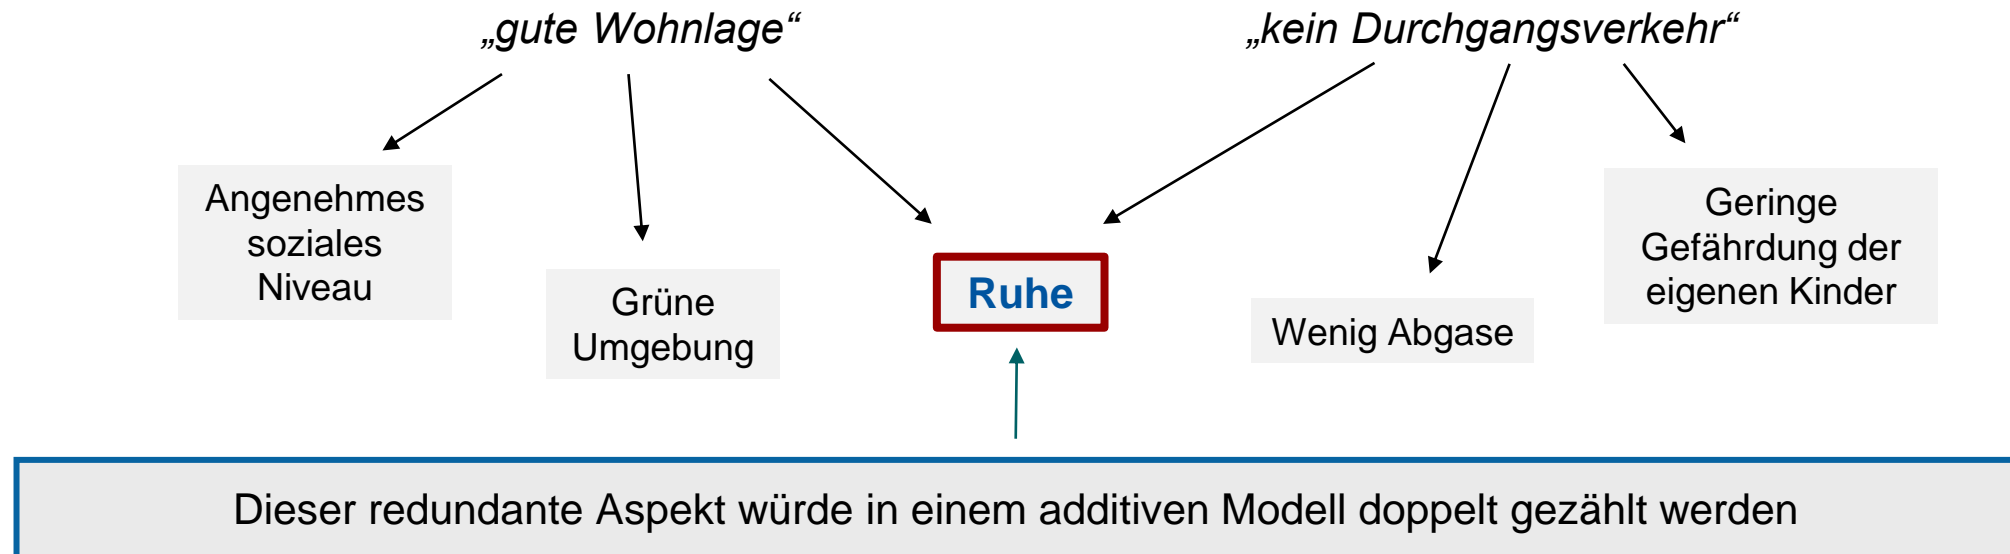 „gute Wohnlage“
„kein Durchgangsverkehr“
Angenehmes
soziales
Niveau
Grüne
Umgebung
Ruhe
Wenig Abgase
Geringe
Gefährdung der
eigenen Kinder
Dieser redundante Aspekt würde in einem additiven Modell doppelt gezählt werden